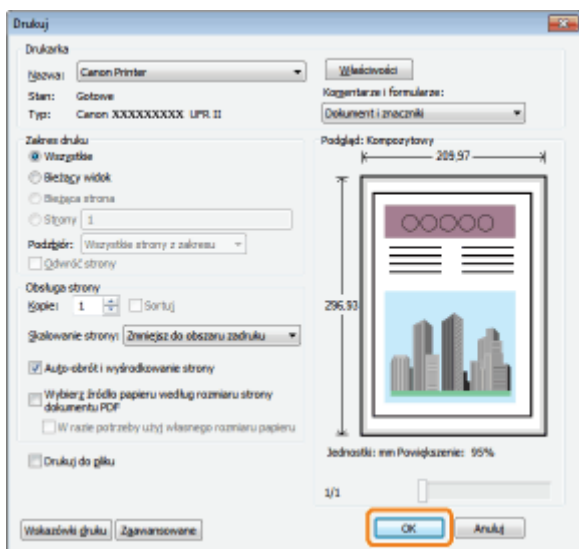 Drukuj
Drukarka
Nazwa: Canon Printer
Właściwości
Stan: Gotowe
Komentarze i formularze:
Typ: Canon XXXXXXXXX UFR II
Dokument i znaczniki
Zakres druku
Wszystkie
Bieżący widok
Bieżąca strona
Strony 1
Podzbiór: Wszystkie strony z zakresu
Odwróć strony
Obsługa strony
Kopie: 1 Sortuj
Skalowanie strony: Zmniejsz do obszaru zadruku
Auto-obrót i wyśrodkowanie strony
Wybierz źródło papieru według rozmiaru strony
dokumentu PDF
W razie potrzeby użyj własnego rozmiaru papieru
Drukuj do pliku
Podgląd: Kompozytowy
209,97
296,93
Jednostki: mm Powiększenie: 95%
1/1
Wskazówki druku Zaawansowane
OK Anuluj